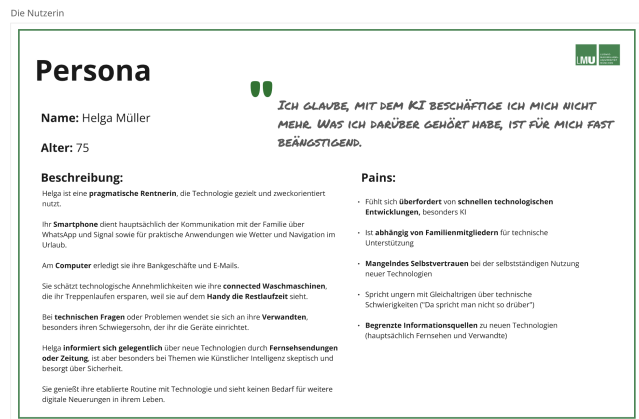 Die Nutzerin
Persona
LMU
"
ICH GLAUBE, MIT DEM KI BESCHÄFTIGE ICH MICH NICHT
MEHR. WAS ICH DARÜBER GEHÖRT HABE, IST FÜR MICH FAST
BEÄNGSTIGEND.
Name: Helga Müller
Alter: 75
Beschreibung:
Helga ist eine pragmatische Rentnerin, die Technologie gezielt und zweckorientiert
nutzt.
Ihr Smartphone dient hauptsächlich der Kommunikation mit der Familie über
WhatsApp und Signal sowie für praktische Anwendungen wie Wetter und Navigation im
Urlaub.
Am Computer erledigt sie ihre Bankgeschäfte und E-Mails.
Sie schätzt technologische Annehmlichkeiten wie ihre connected Waschmaschinen,
die ihr Treppenlaufen ersparen, weil sie auf dem Handy die Restlaufzeit sieht.
Bei technischen Fragen oder Problemen wendet sie sich an ihre Verwandten,
besonders ihren Schwiegersohn, der ihr die Geräte einrichtet.
Helga informiert sich gelegentlich über neue Technologien durch Fernsehsendungen
oder Zeitung, ist aber besonders bei Themen wie Künstlicher Intelligenz skeptisch und
besorgt über Sicherheit.
Sie genießt ihre etablierte Routine mit Technologie und sieht keinen Bedarf für weitere
digitale Neuerungen in ihrem Leben.
Pains:
· Fühlt sich überfordert von schnellen technologischen
Entwicklungen, besonders KI
· Ist abhängig von Familienmitgliedern für technische
Unterstützung
· Mangelndes Selbstvertrauen bei der selbstständigen Nutzung
neuer Technologien
· Spricht ungern mit Gleichaltrigen über technische
Schwierigkeiten ("Da spricht man nicht so drüber")
· Begrenzte Informationsquellen zu neuen Technologien
(hauptsächlich Fernsehen und Verwandte)